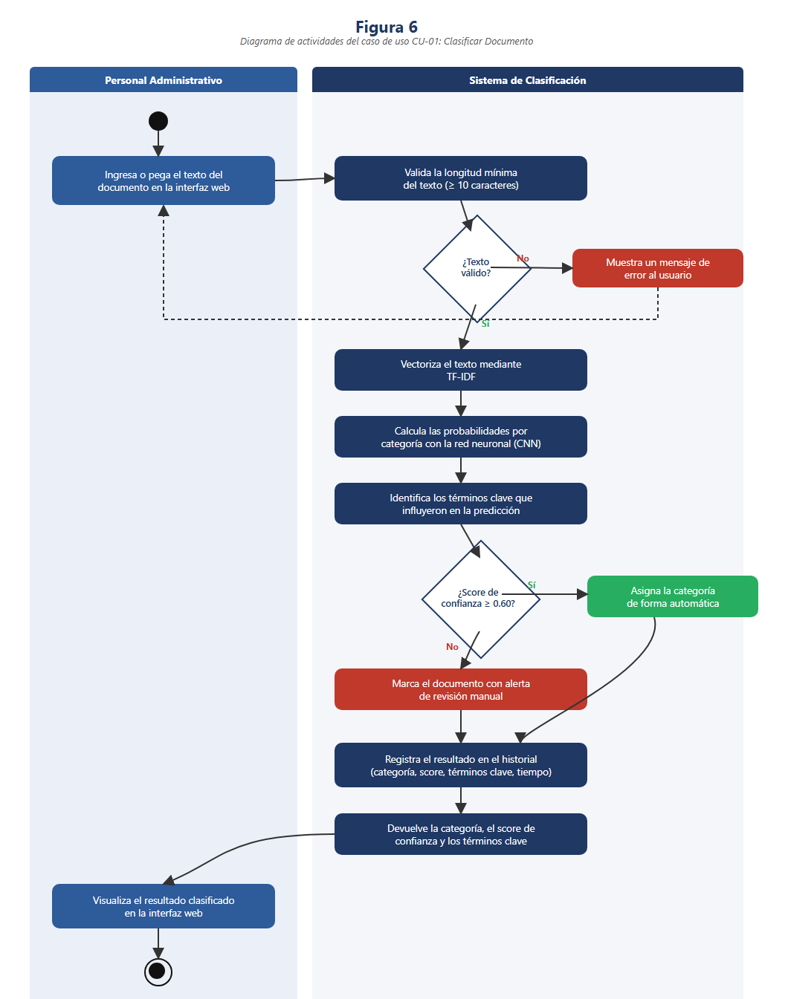 Figura 6
Diagrama de actividades del caso de uso CU-01: Clasificar Documento
Personal Administrativo
Sistema de Clasificación
Ingresa o pega el texto del
documento en la interfaz web
Valida la longitud mínima
del texto (≥ 10 caracteres)
¿Texto
válido?
No
Muestra un mensaje de
error al usuario
Sí
Vectoriza el texto mediante
TF-IDF
Calcula las probabilidades por
categoría con la red neuronal (CNN)
Identifica los términos clave que
influyeron en la predicción
¿Score de
confianza ≥ 0.60?
Sí
Asigna la categoría
de forma automática
No
Marca el documento con alerta
de revisión manual
Registra el resultado en el historial
(categoría, score, términos clave, tiempo)
Devuelve la categoría, el score de
confianza y los términos clave
Visualiza el resultado clasificado
en la interfaz web